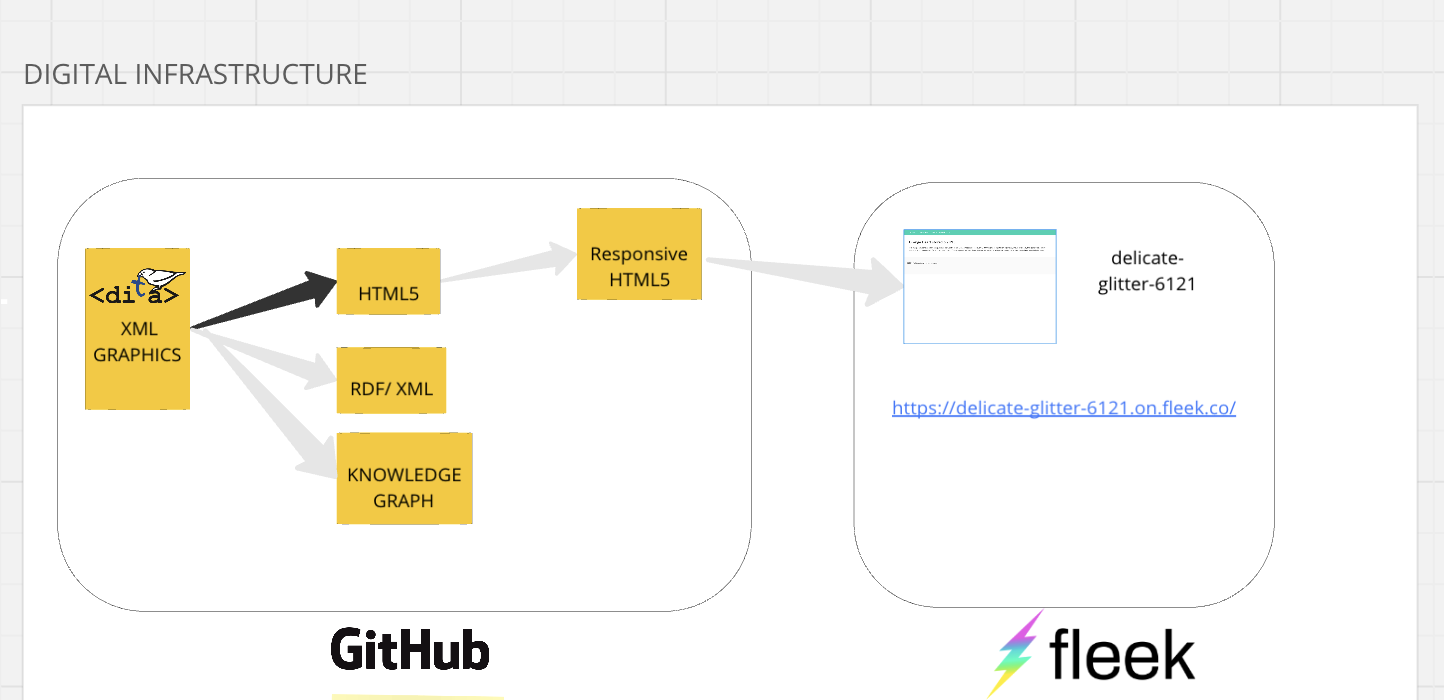 DIGITAL INFRASTRUCTURE
<dita>
XML
GRAPHICS
HTML5
RDF/ XML
KNOWLEDGE
GRAPH
Responsive
HTML5
delicate-
glitter-6121
https://delicate-glitter-6121.on.fleek.co/
GitHub
fleek